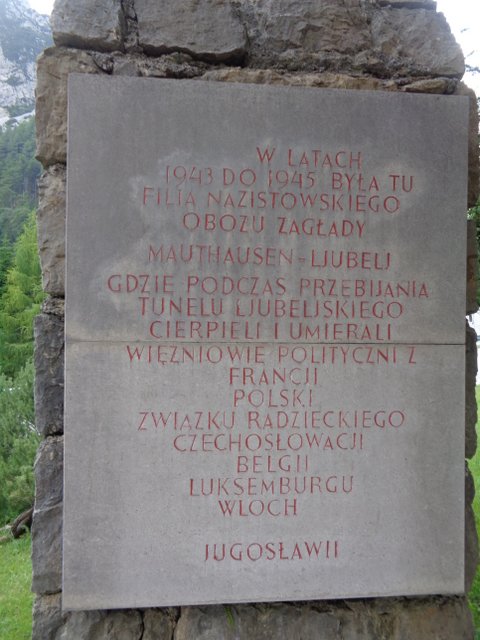 W LATACH
1943 DO 1945 BYŁA TU
FILIA NAZISTOWSKIEGO
OBOZU ZAGŁADY
MAUTHAUSEN-LJUBELJ
GDZIE PODCZAS PRZEBIJANIA
TUNELU LJUBELJSKIEGO
CIERPIELI I UMIERALI
WIĘŹNIOWIE POLITYCZNI Z
FRANCJI
POLSKI
ZWIĄZKU RADZIECKIEGO
CZECHOSŁOWACJI
BELGII
LUKSEMBURGU
WLOCH
JUGOSŁAWII